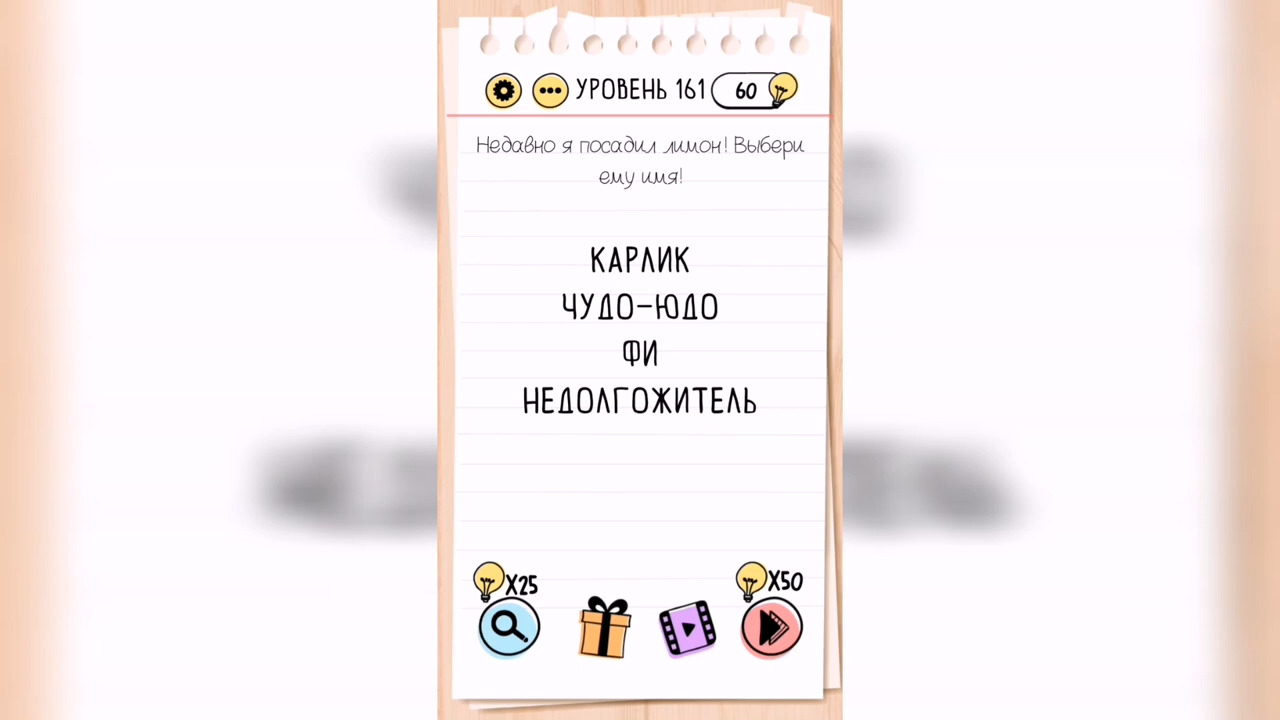 УРОВЕНЬ 161
60
Недавно я посадил лимон! Выбери
ему имя!
КАРЛИК
ЧУДО-ЮДО
ФИ
НЕДОЛГОЖИТЕЛЬ
X25
X50